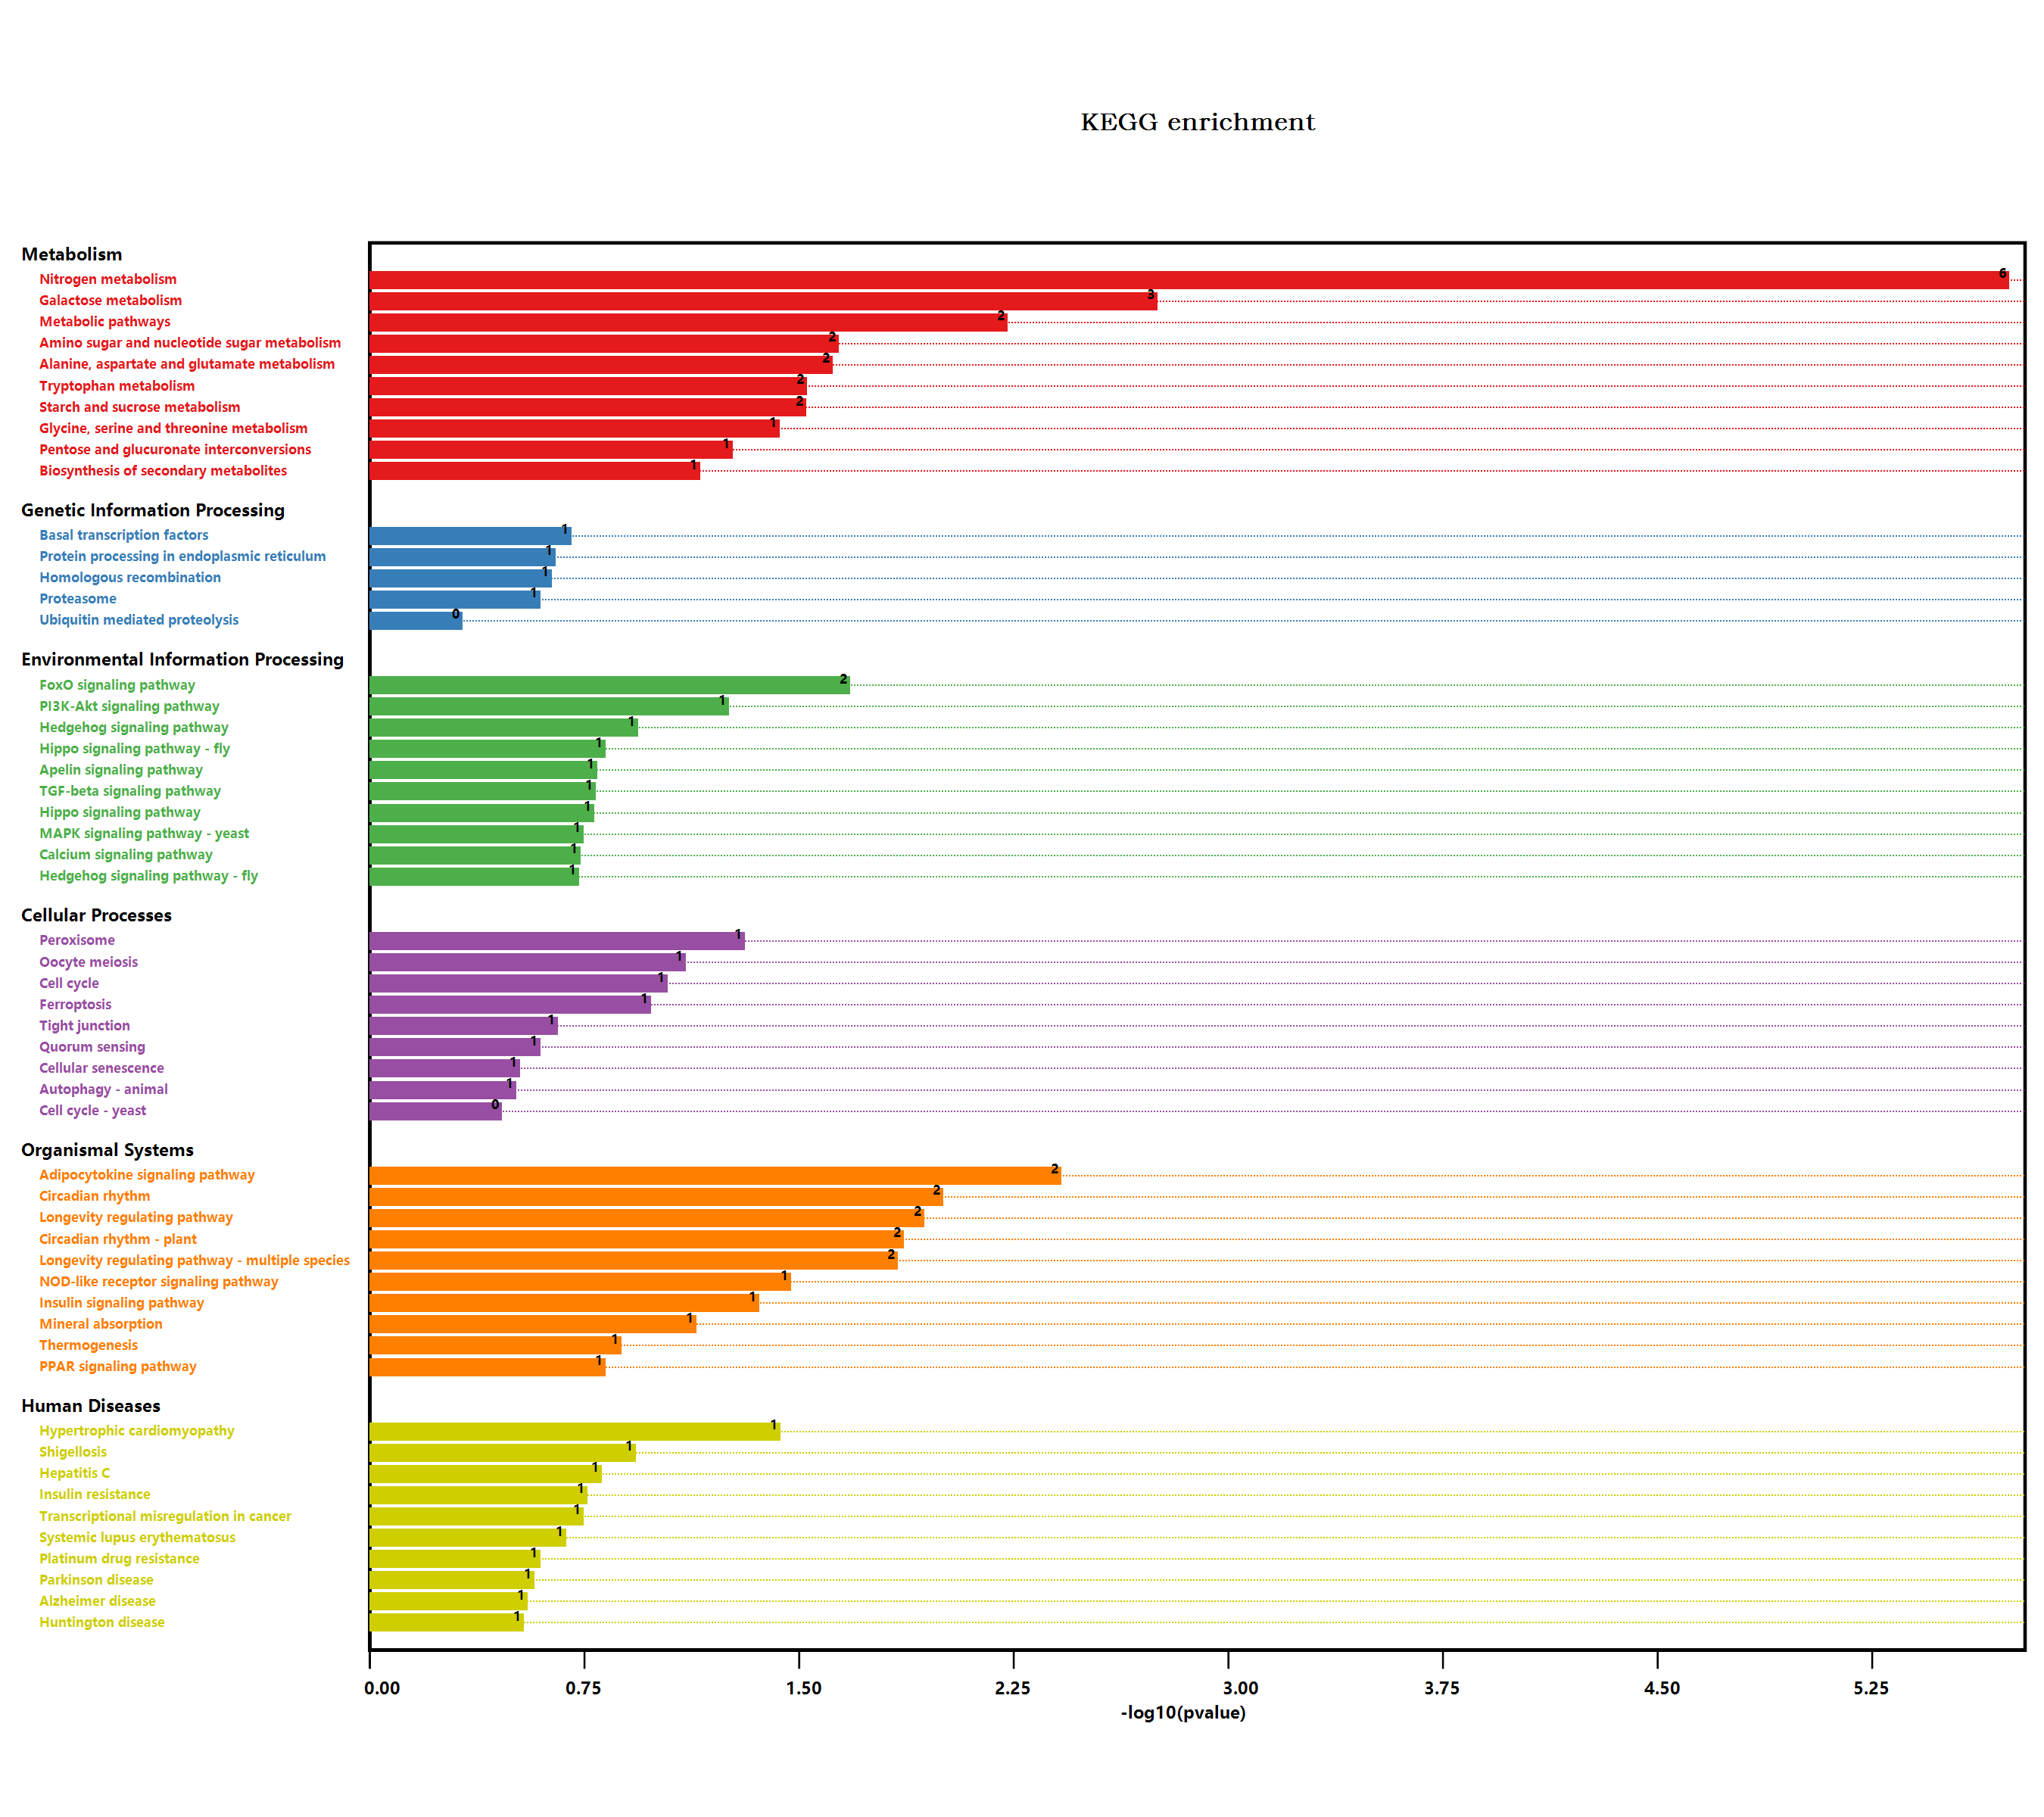 KEGG enrichment
Metabolism
Nitrogen metabolism 6
Galactose metabolism 3
Metabolic pathways 2
Amino sugar and nucleotide sugar metabolism 2
Alanine, aspartate and glutamate metabolism 2
Tryptophan metabolism 2
Starch and sucrose metabolism 2
Glycine, serine and threonine metabolism 1
Pentose and glucuronate interconversions 1
Biosynthesis of secondary metabolites 1
Genetic Information Processing
Basal transcription factors 1
Protein processing in endoplasmic reticulum 1
Homologous recombination 1
Proteasome 1
Ubiquitin mediated proteolysis 0
Environmental Information Processing
FoxO signaling pathway 2
PI3K-Akt signaling pathway 1
Hedgehog signaling pathway 1
Hippo signaling pathway - fly 1
Apelin signaling pathway 1
TGF-beta signaling pathway 1
Hippo signaling pathway 1
MAPK signaling pathway - yeast 1
Calcium signaling pathway 1
Hedgehog signaling pathway - fly 1
Cellular Processes
Peroxisome 1
Oocyte meiosis 1
Cell cycle 1
Ferroptosis 1
Tight junction 1
Quorum sensing 1
Cellular senescence 1
Autophagy - animal 1
Cell cycle - yeast 0
Organismal Systems
Adipocytokine signaling pathway 2
Circadian rhythm 2
Longevity regulating pathway 2
Circadian rhythm - plant 2
Longevity regulating pathway - multiple species 2
NOD-like receptor signaling pathway 1
Insulin signaling pathway 1
Mineral absorption 1
Thermogenesis 1
PPAR signaling pathway 1
Human Diseases
Hypertrophic cardiomyopathy 1
Shigellosis 1
Hepatitis C 1
Insulin resistance 1
Transcriptional misregulation in cancer 1
Systemic lupus erythematosus 1
Platinum drug resistance 1
Parkinson disease 1
Alzheimer disease 1
Huntington disease 1
0.00 0.75 1.50 2.25 3.00 3.75 4.50 5.25
-log10(pvalue)